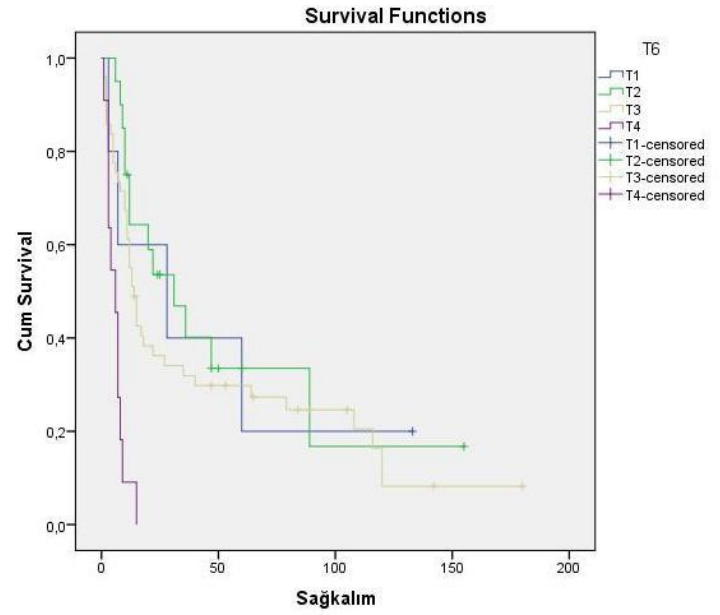 Survival Functions
T6
T1
T2
T3
T4
T1-censored
T2-censored
T3-censored
T4-censored
Cum Survival
1,0
0,8
0,6
0,4
0,2
0,0
0
50
100
150
200
Sağkalım